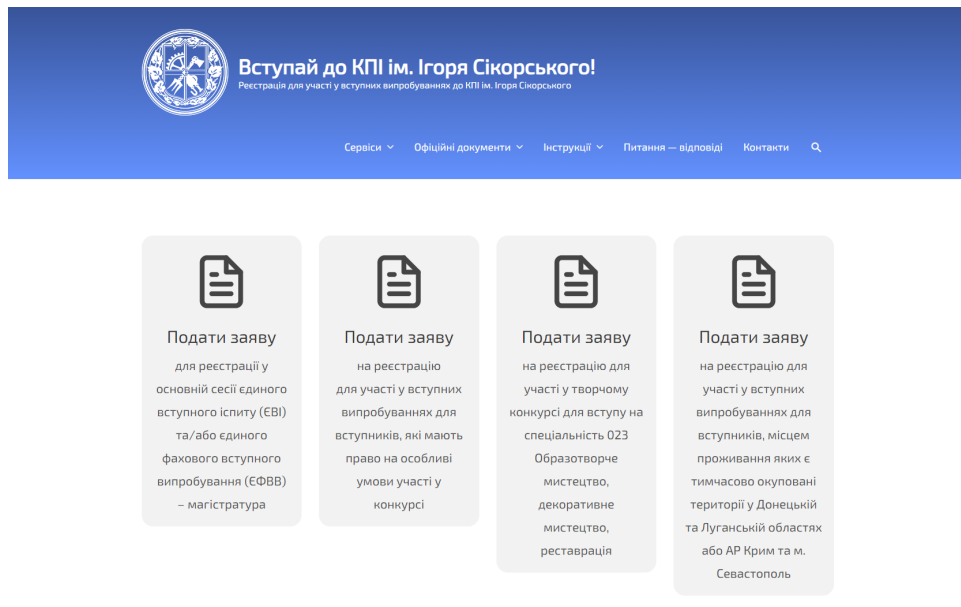 Вступай до КПІ ім. Ігоря Сікорського!
Реєстрація для участі у вступних випробуваннях до КПІ ім. Ігоря Сікорського
Сервіси
Офіційні документи
Інструкції
Питання — відповіді
Контакти
Подати заяву
для реєстрації у
основній сесії єдиного
вступного іспиту (ЄВІ)
та/або єдиного
фахового вступного
випробування (ЄФВВ)
– магістратура
Подати заяву
на реєстрацію
для участі у вступних
випробуваннях для
вступників, які мають
право на особливі
умови участі у
конкурсі
Подати заяву
на реєстрацію для
участі у творчому
конкурсі для вступу на
спеціальність 023
Образотворче
мистецтво,
декоративне
мистецтво,
реставрація
Подати заяву
на реєстрацію для
участі у вступних
випробуваннях для
вступників, місцем
проживання яких є
тимчасово окуповані
території у Донецькій
та Луганській областях
або АР Крим та м.
Севастополь